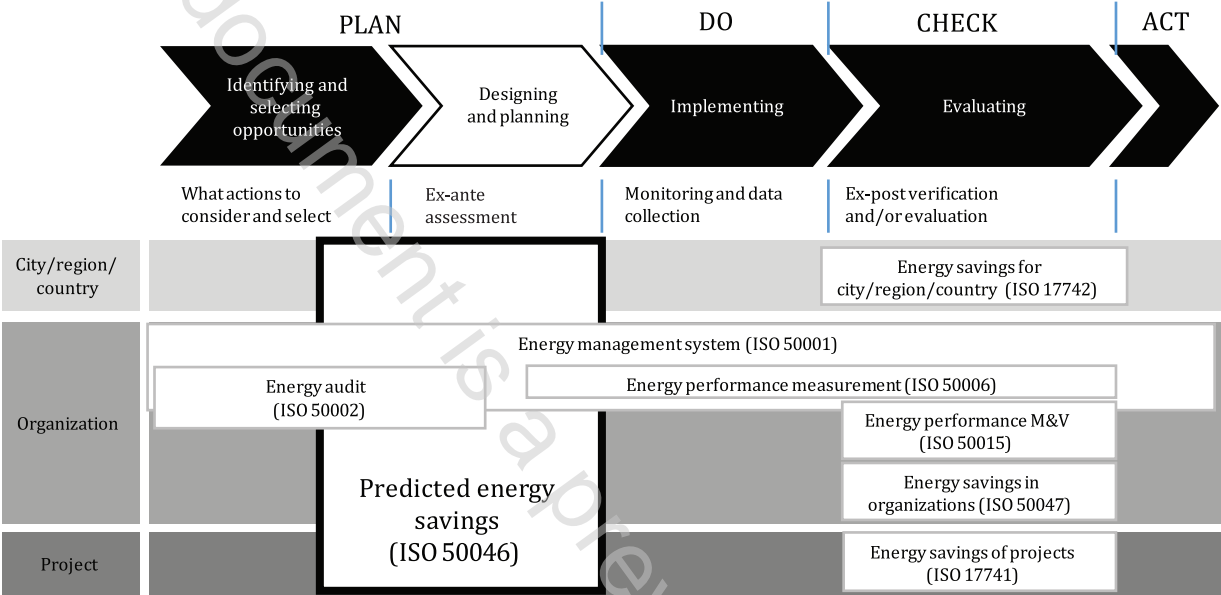 PLAN
DO
CHECK
ACT
Identifying and
selecting
opportunities
Designing
and planning
Implementing
Evaluating
What actions to
consider and select
Ex-ante
assessment
Monitoring and data
collection
Ex-post verification
and/or evaluation
City/region/
country
Energy savings for
city/region/country (ISO 17742)
Organization
Energy management system (ISO 50001)
Energy audit
(ISO 50002)
Energy performance measurement (ISO 50006)
Energy performance M&V
(ISO 50015)
Predicted energy
savings
(ISO 50046)
Energy savings in
organizations (ISO 50047)
Project
Energy savings of projects
(ISO 17741)
document is a prev